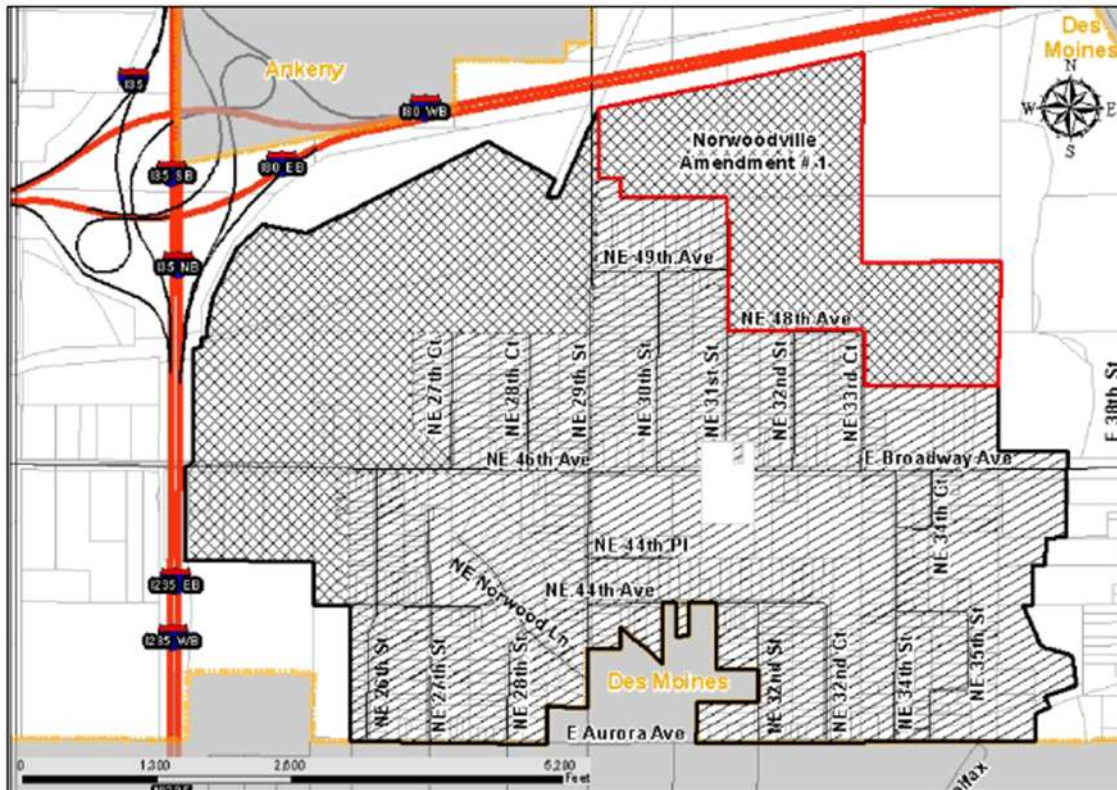 Des
Moines
Ankeny
N
W
E
S
I35
I80 WB
Norwoodville
Amendment # 1
I80 EB
I35 SB
I35 NB
NE 49th Ave
NE 48th Ave
NE 27th Ct
NE 28th Ct
NE 29th St
NE 30th St
NE 31st St
NE 32nd St
NE 33rd Ct
E 38th St
NE 46th Ave
E Broadway Ave
NE 34th Ct
NE 44th Pl
NE Norwood Ln
NE 44th Ave
I235 EB
I235 WB
NE 26th St
NE 27th St
NE 28th St
Des Moines
NE 32nd St
NE 32nd Ct
NE 34th St
NE 35th St
E Aurora Ave
0 1,300 2,600 5,200
Feet